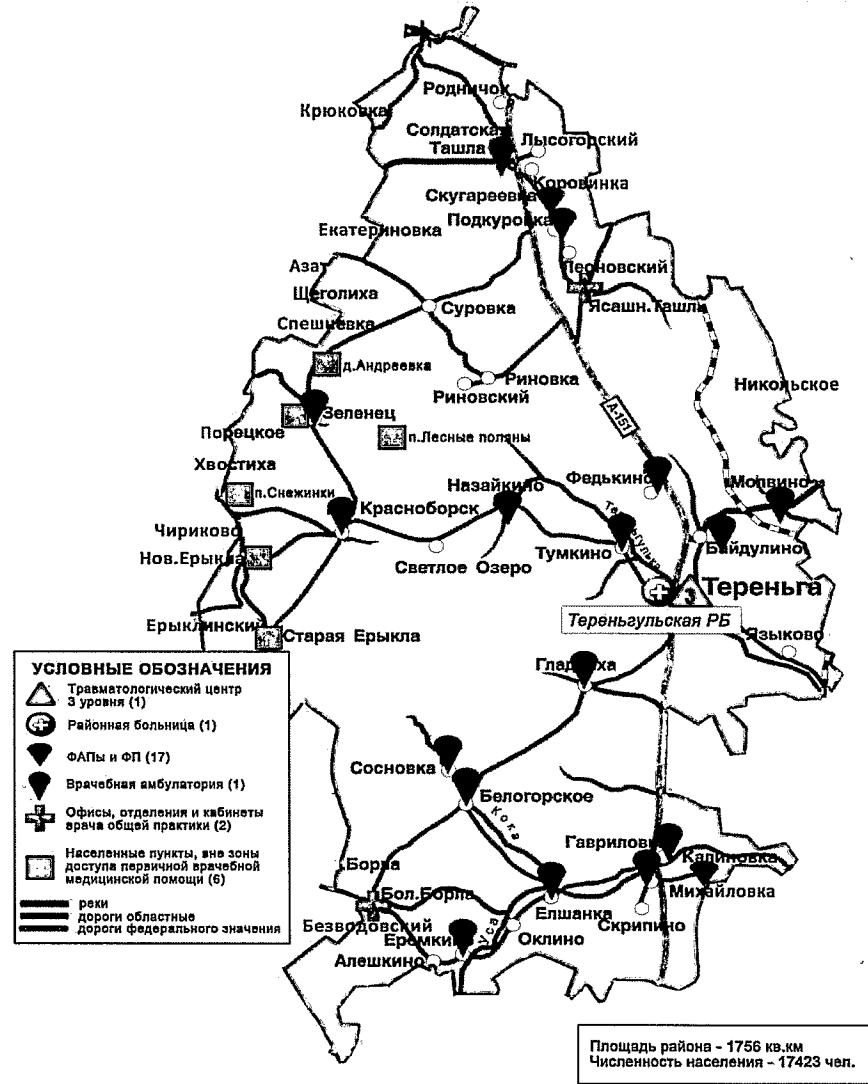 Родничок
Крюковка
Солдатская
Ташла
Лысогорский
Коровинка
Скугареевка
Подкуровка
Екатериновка
Леоновский
Аза
Щеголиха
Ясашн.Ташла
Суровка
Спешневка
д.Андреевка
Риновка
Риновский
Никольское
А-151
Зеленец
Порецкое
п.Лесные поляны
Хвостиха
Федькино
Назайкино
Молвино
п.Снежинки
Красноборск
Тереньгулька
Чириково
Тумкино
Байдулино
Нов.Ерыкла
Светлое Озеро
Тереньга
3
Тереньгульская РБ
Ерыклинский
Старая Ерыкла
Языково
Гладчиха
УСЛОВНЫЕ ОБОЗНАЧЕНИЯ
Травматологический центр
3 уровня (1)
Районная больница (1)
ФАПы и ФП (17)
Врачебная амбулатория (1)
Офисы, отделения и кабинеты
врача общей практики (2)
Населенные пункты, вне зоны
доступа первичной врачебной
медицинской помощи (6)
реки
дороги областные
дороги федерального значения
Сосновка
Белогорское
Кока
Гавриловка
Калиновка
.Борла
Бол.Борла
Михайловка
Елшанка
Скрипино
Безводовский
Еремкино
Уса
Оклино
Алешкино
Площадь района - 1756 кв.км
Численность населения - 17423 чел.